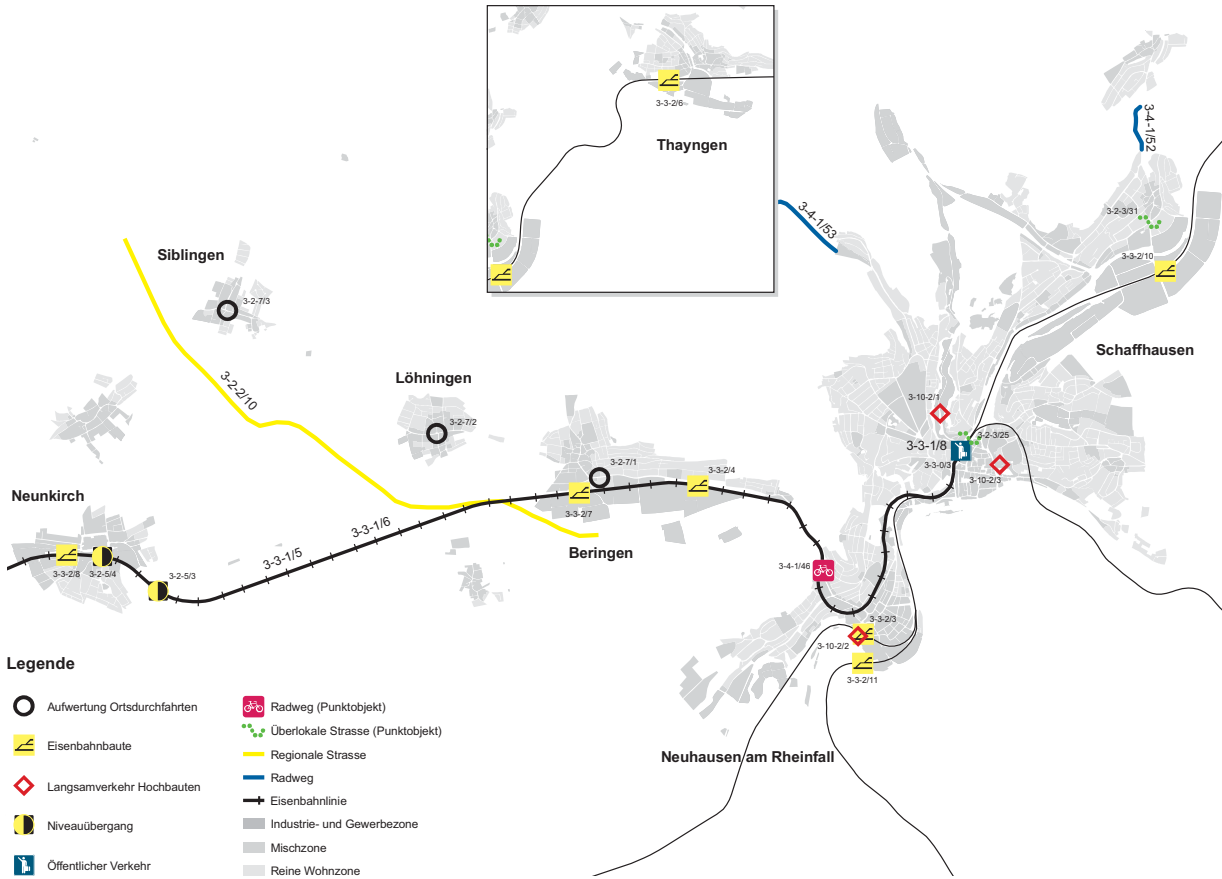 3-3-2/6
Thayngen
3-4-1/52
3-4-1/53
3-2-3/31
3-3-2/10
Siblingen
3-2-7/3
Schaffhausen
3-2-2/10
Löhningen
3-2-7/2
3-10-2/1
3-3-1/8
3-2-3/25
3-3-0/3
3-10-2/3
3-2-7/1
3-3-2/4
Neunkirch
3-3-2/7
3-3-1/6
3-3-1/5
Beringen
3-3-2/8
3-2-5/4
3-2-5/3
3-4-1/46
3-3-2/3
3-10-2/2
3-3-2/11
Neuhausen am Rheinfall
Legende
Aufwertung Ortsdurchfahrten
Eisenbahnbaute
Langsamverkehr Hochbauten
Niveauübergang
Öffentlicher Verkehr
Radweg (Punktobjekt)
Überlokale Strasse (Punktobjekt)
Regionale Strasse
Radweg
Eisenbahnlinie
Industrie- und Gewerbezone
Mischzone
Reine Wohnzone